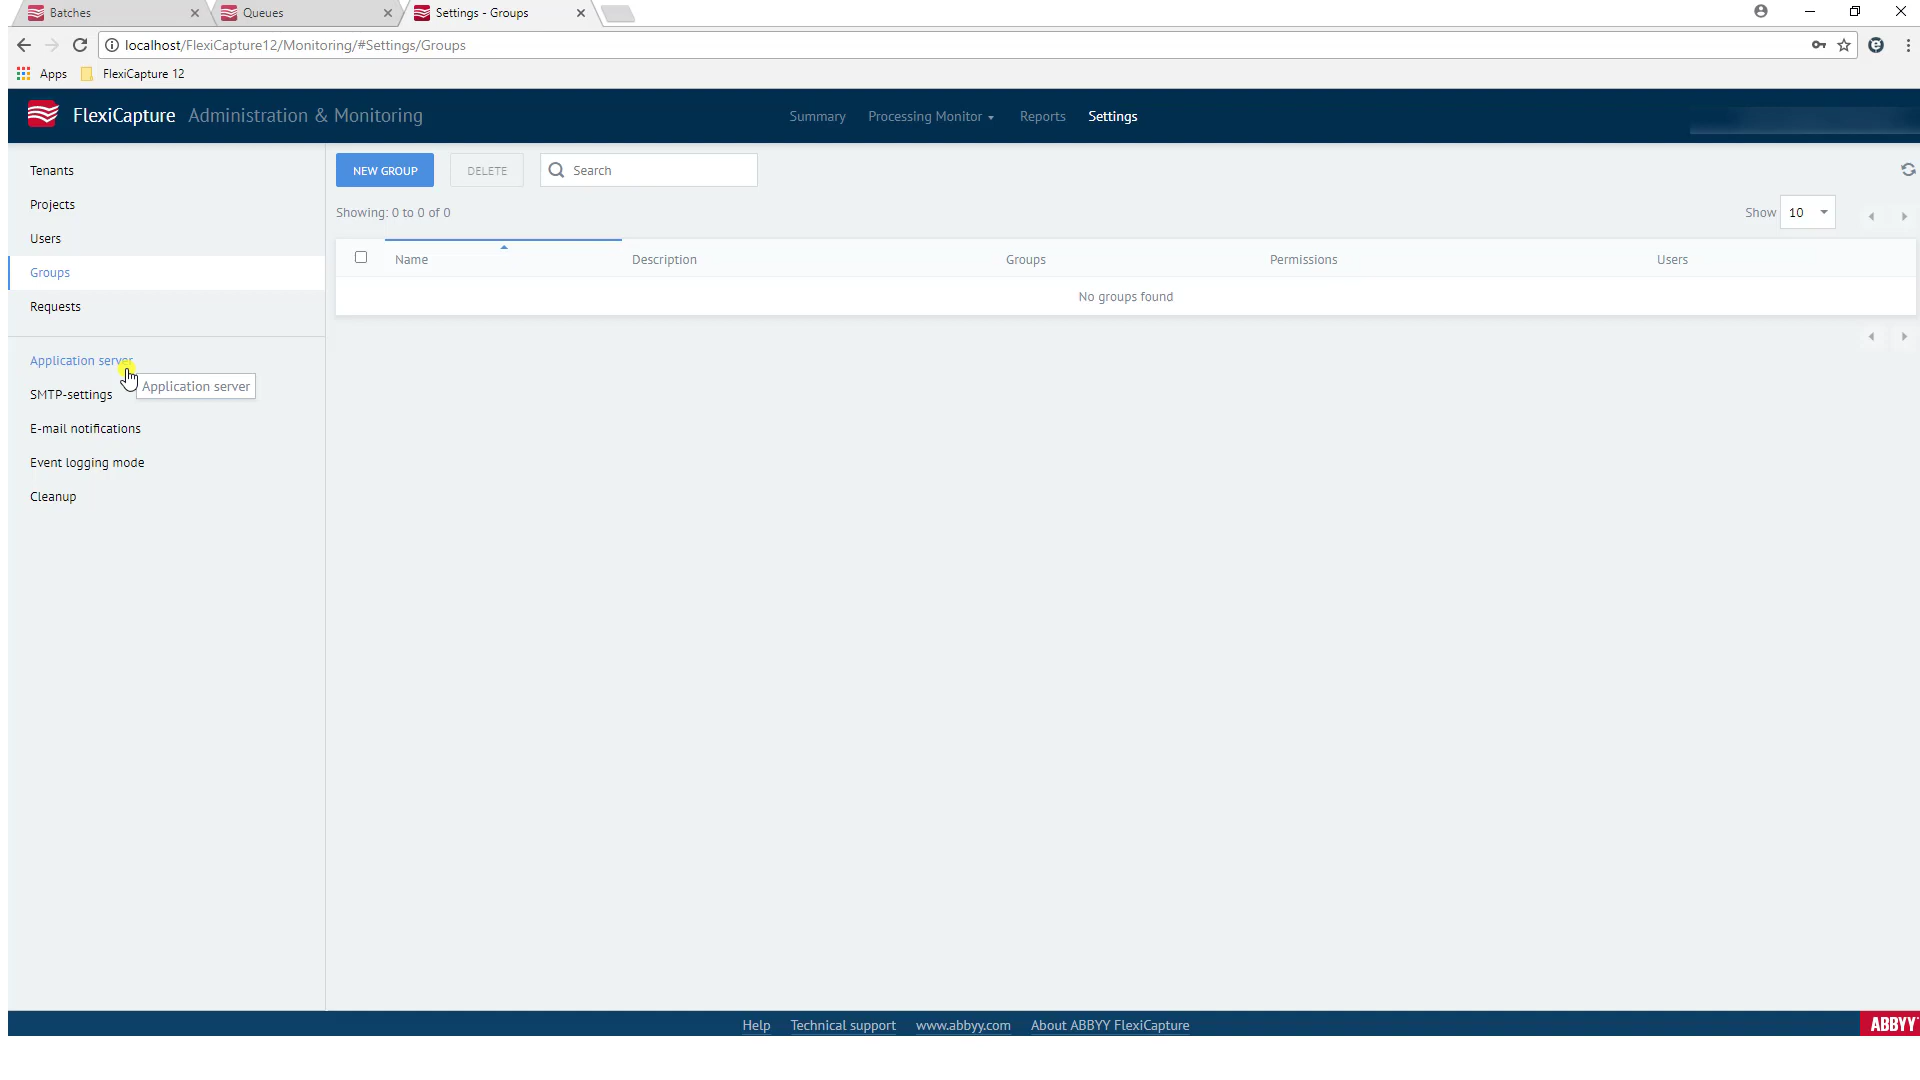 Batches
Queues
Settings - Groups
localhost/FlexiCapture12/Monitoring/#Settings/Groups
Apps
FlexiCapture 12
FlexiCapture Administration & Monitoring
Summary
Processing Monitor
Reports
Settings
Tenants
Projects
Users
Groups
Requests
Application server
Application server
SMTP-settings
E-mail notifications
Event logging mode
Cleanup
NEW GROUP
DELETE
Search
Showing: 0 to 0 of 0
Show 10
Name
Description
Groups
Permissions
Users
No groups found
Help
Technical support
www.abbyy.com
About ABBYY FlexiCapture
ABBYY